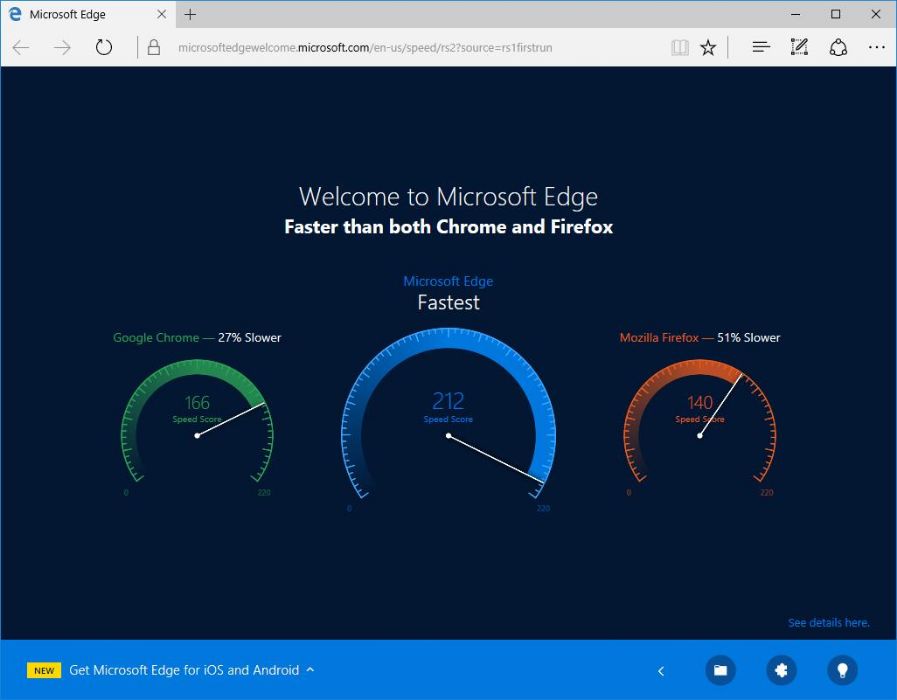 Microsoft Edge
microsoftedgewelcome.microsoft.com/en-us/speed/rs2?source=rs1firstrun
Welcome to Microsoft Edge
Faster than both Chrome and Firefox
Microsoft Edge
Fastest
Google Chrome — 27% Slower
166
Speed Score
0
220
212
Speed Score
0
220
Mozilla Firefox — 51% Slower
140
Speed Score
0
220
See details here.
NEW Get Microsoft Edge for iOS and Android